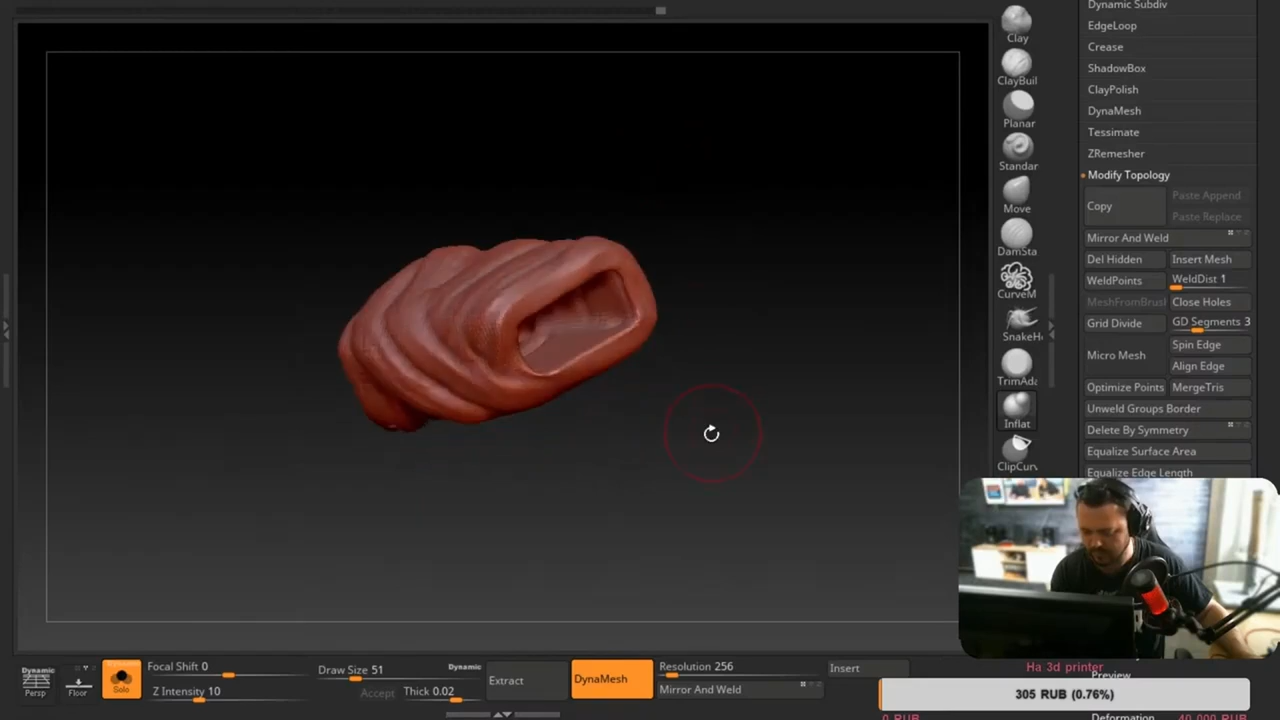 Dynamic Subdiv
EdgeLoop
Crease
ShadowBox
ClayPolish
DynaMesh
Tessimate
ZRemesher
Modify Topology
Copy
Paste Append
Paste Replace
Mirror And Weld
Del Hidden Insert Mesh
WeldPoints WeldDist 1
MeshFromBrush Close Holes
Grid Divide GD Segments 3
Spin Edge
Micro Mesh
Align Edge
Optimize Points MergeTris
Unweld Groups Border
Delete By Symmetry
Equalize Surface Area
Equalize Edge Length
Clay
ClayBuil
Planar
Standar
Move
DamSta
CurveM
SnakeH
TrimAda
Inflat
ClipCurv
Dynamic
Persp
Floor
Dynamic
Solo
Focal Shift 0
Z Intensity 10
Draw Size 51
Dynamic
Accept Thick 0.02
Extract
DynaMesh
Resolution 256
Mirror And Weld
Insert
На 3d printer
Preview
305 RUB (0.76%)
0 RUB
Deformation
40 000 RUB